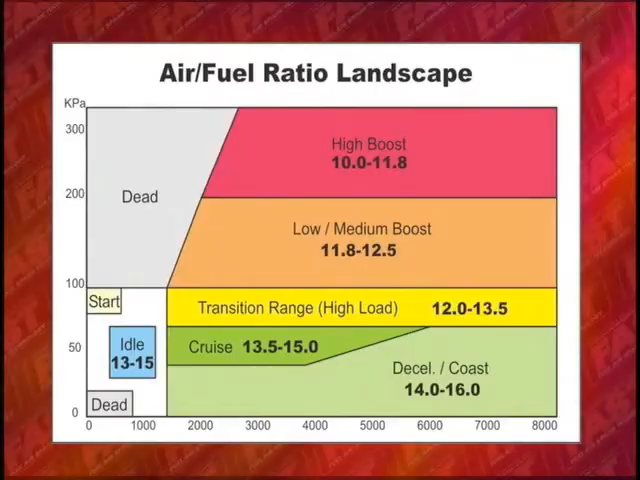 Air/Fuel Ratio Landscape
KPa
300
High Boost
10.0-11.8
Dead
200
Low / Medium Boost
11.8-12.5
100
Start
Transition Range (High Load) 12.0-13.5
Idle
13-15
50
Cruise 13.5-15.0
Decel. / Coast
14.0-16.0
Dead
0
0 1000 2000 3000 4000 5000 6000 7000 8000